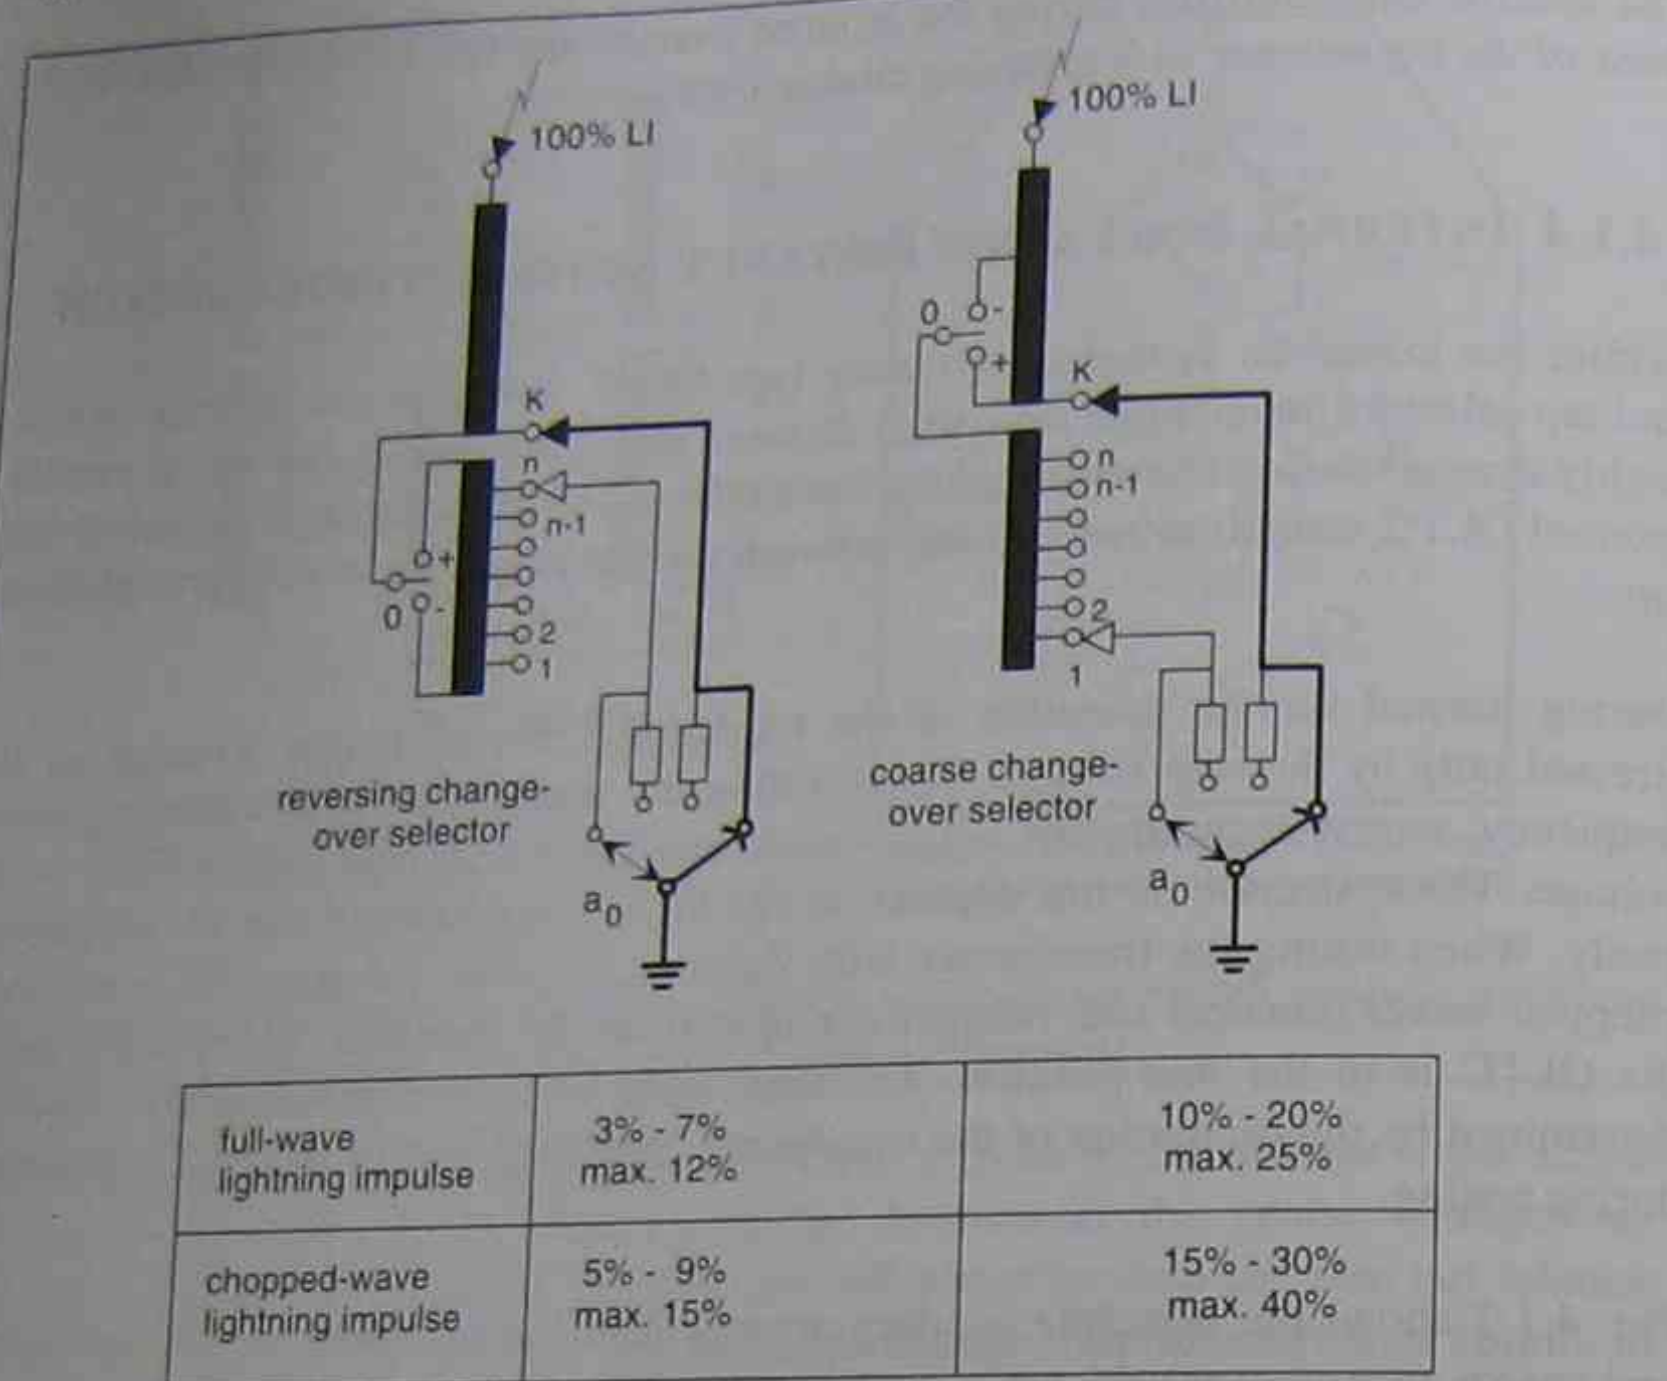 100% LI
K
n
n-1
+
0
-
2
1
reversing change-
over selector
a0
100% LI
0
-
+
K
n
n-1
2
1
coarse change-
over selector
a0
full-wave
lightning impulse
3% - 7%
max. 12%
10% - 20%
max. 25%
chopped-wave
lightning impulse
5% - 9%
max. 15%
15% - 30%
max. 40%